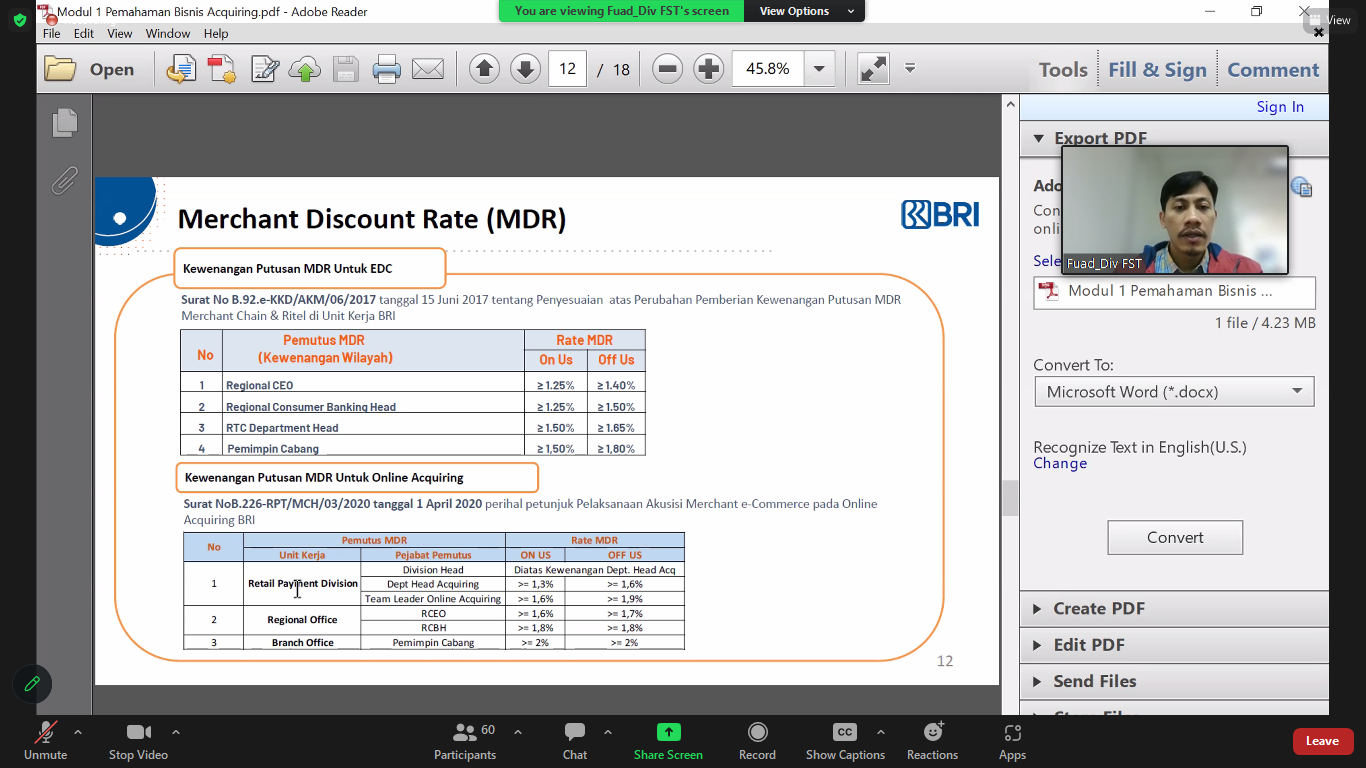 Modul 1 Pemahaman Bisnis Acquiring.pdf - Adobe Reader
You are viewing Fuad_Div FST's screen
View Options
View
File Edit View Window Help
Open
12 / 18
45.8%
Tools Fill & Sign Comment
Sign In
Export PDF
Ado
Con
onli
Sele
Fuad_Div FST
Modul 1 Pemahaman Bisnis ...
1 file / 4.23 MB
Convert To:
Microsoft Word (*.docx)
Recognize Text in English(U.S.)
Change
Convert
Create PDF
Edit PDF
Send Files
Merchant Discount Rate (MDR)
BRI
Kewenangan Putusan MDR Untuk EDC
Surat No B.92.e-KKD/AKM/06/2017 tanggal 15 Juni 2017 tentang Penyesuaian atas Perubahan Pemberian Kewenangan Putusan MDR
Merchant Chain & Ritel di Unit Kerja BRI
No Pemutus MDR (Kewenangan Wilayah) Rate MDR
On Us Off Us
1 Regional CEO ≥ 1.25% ≥ 1.40%
2 Regional Consumer Banking Head ≥ 1.25% ≥ 1.50%
3 RTC Department Head ≥ 1.50% ≥ 1.65%
4 Pemimpin Cabang ≥ 1,50% ≥ 1,80%
Kewenangan Putusan MDR Untuk Online Acquiring
Surat NoB.226-RPT/MCH/03/2020 tanggal 1 April 2020 perihal petunjuk Pelaksanaan Akusisi Merchant e-Commerce pada Online
Acquiring BRI
No Pemutus MDR Rate MDR
Unit Kerja Pejabat Pemutus ON US OFF US
Division Head Diatas Kewenangan Dept. Head Acq
1 Retail Payment Division Dept Head Acquiring >= 1,3% >= 1,6%
Team Leader Online Acquiring >= 1,6% >= 1,9%
2 Regional Office RCEO >= 1,6% >= 1,7%
RCBH >= 1,8% >= 1,8%
3 Branch Office Pemimpin Cabang >= 2% >= 2%
12
Unmute
Stop Video
60
Participants
Chat
Share Screen
Record
CC
Show Captions
Reactions
Apps
Leave